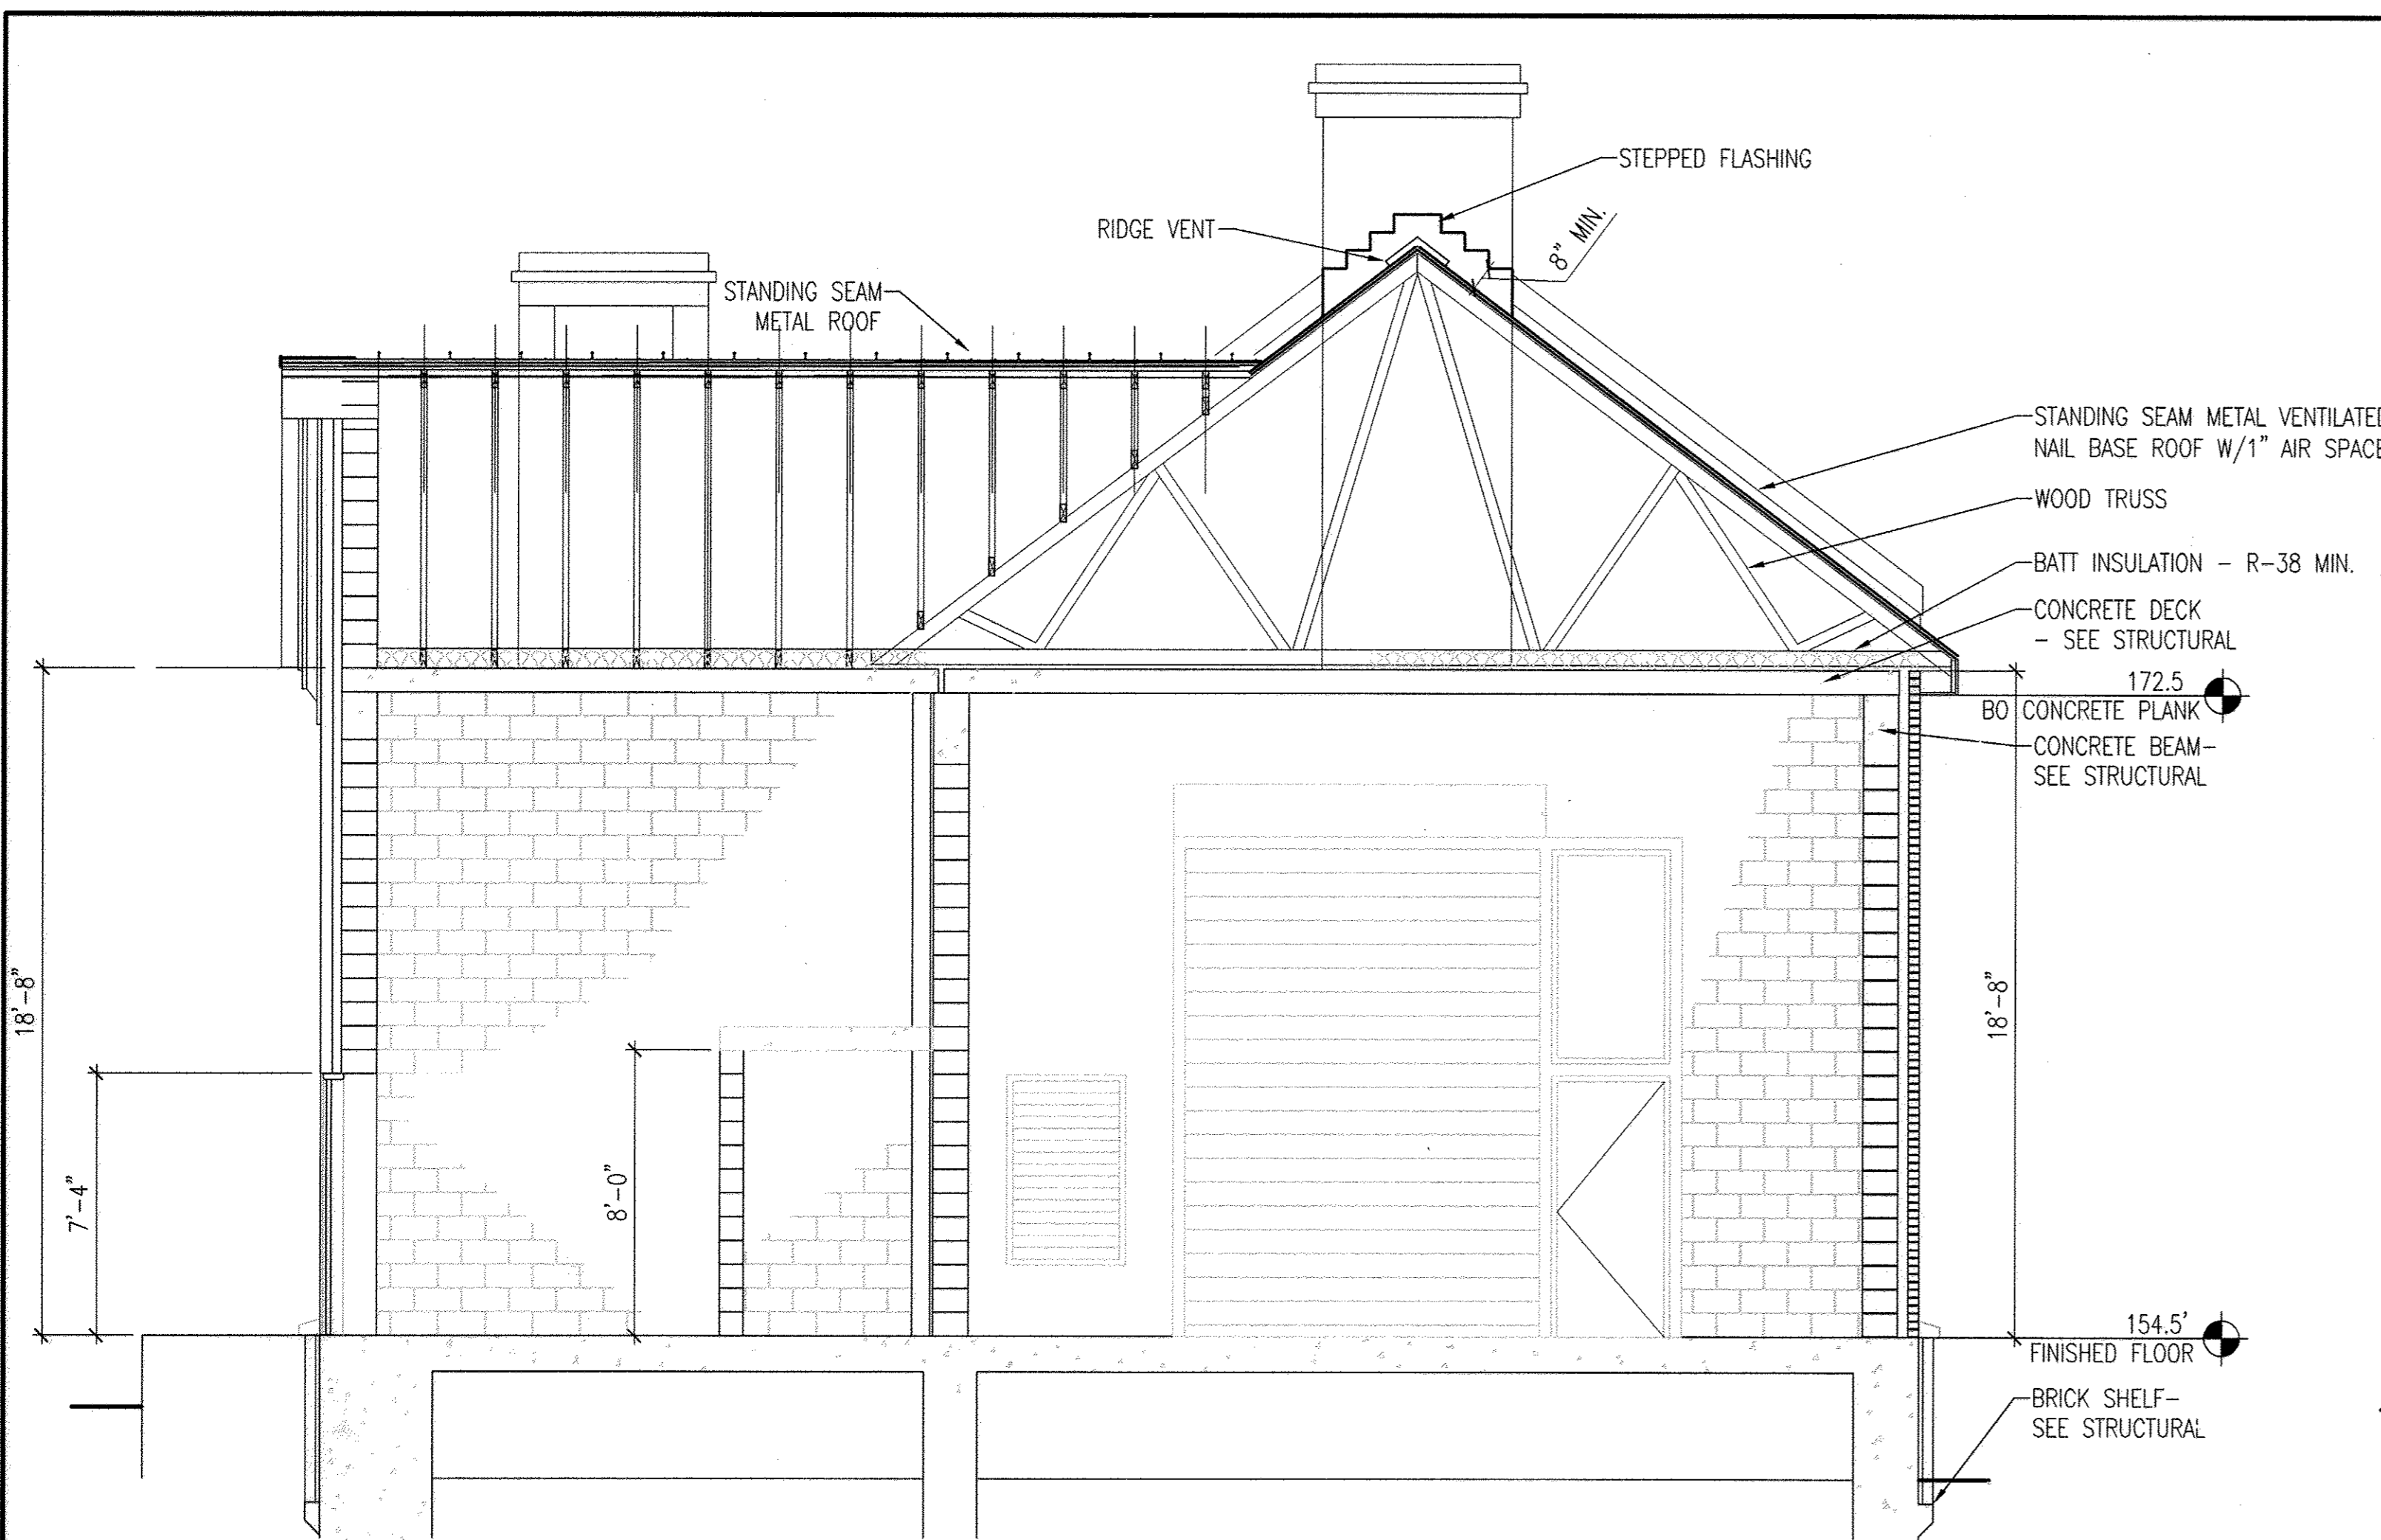 STEPPED FLASHING
RIDGE VENT
8" MIN.
STANDING SEAM
METAL ROOF
STANDING SEAM METAL VENTILATED
NAIL BASE ROOF W/1" AIR SPACE
WOOD TRUSS
BATT INSULATION - R-38 MIN.
CONCRETE DECK
- SEE STRUCTURAL
172.5
BO CONCRETE PLANK
CONCRETE BEAM-
SEE STRUCTURAL
18'-8"
18'-8"
7'-4"
8'-0"
154.5'
FINISHED FLOOR
BRICK SHELF-
SEE STRUCTURAL